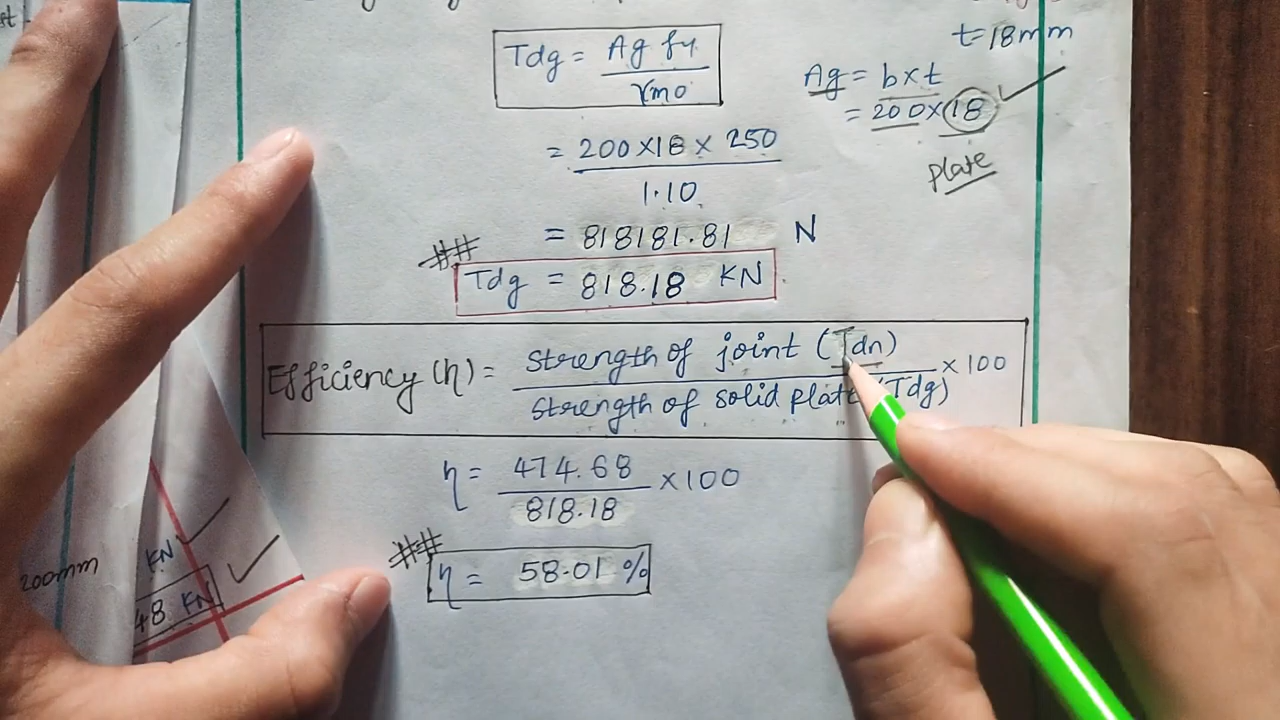 t=18mm
Tdg = Ag fy
γmo
Ag = b×t
= 200×18
plate
= 200×18 × 250
1.10
= 818181.81 N
##
Tdg = 818.18 KN
Efficiency (η) = Strength of joint (Tdn) ×100
Strength of solid plate (Tdg)
η = 474.68 ×100
818.18
##
η = 58.01 %
KN
200mm
48 KN